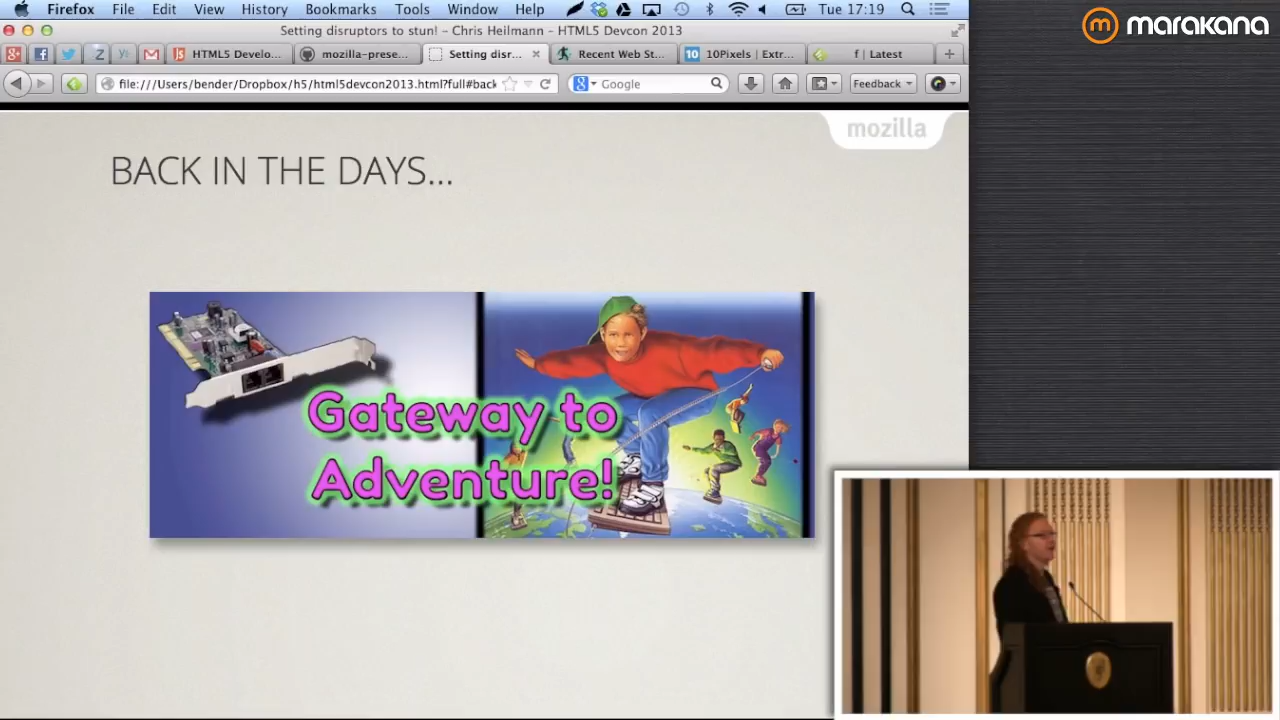 Firefox File Edit View History Bookmarks Tools Window Help Tue 17:19
marakana
Setting disruptors to stun! – Chris Heilmann – HTML5 Devcon 2013
HTML5 Develo... mozilla-prese... Setting disr... Recent Web St... 10Pixels | Extr... f | Latest
file:///Users/bender/Dropbox/h5/html5devcon2013.html?full#back Google Feedback
mozilla
BACK IN THE DAYS...
Gateway to
Adventure!